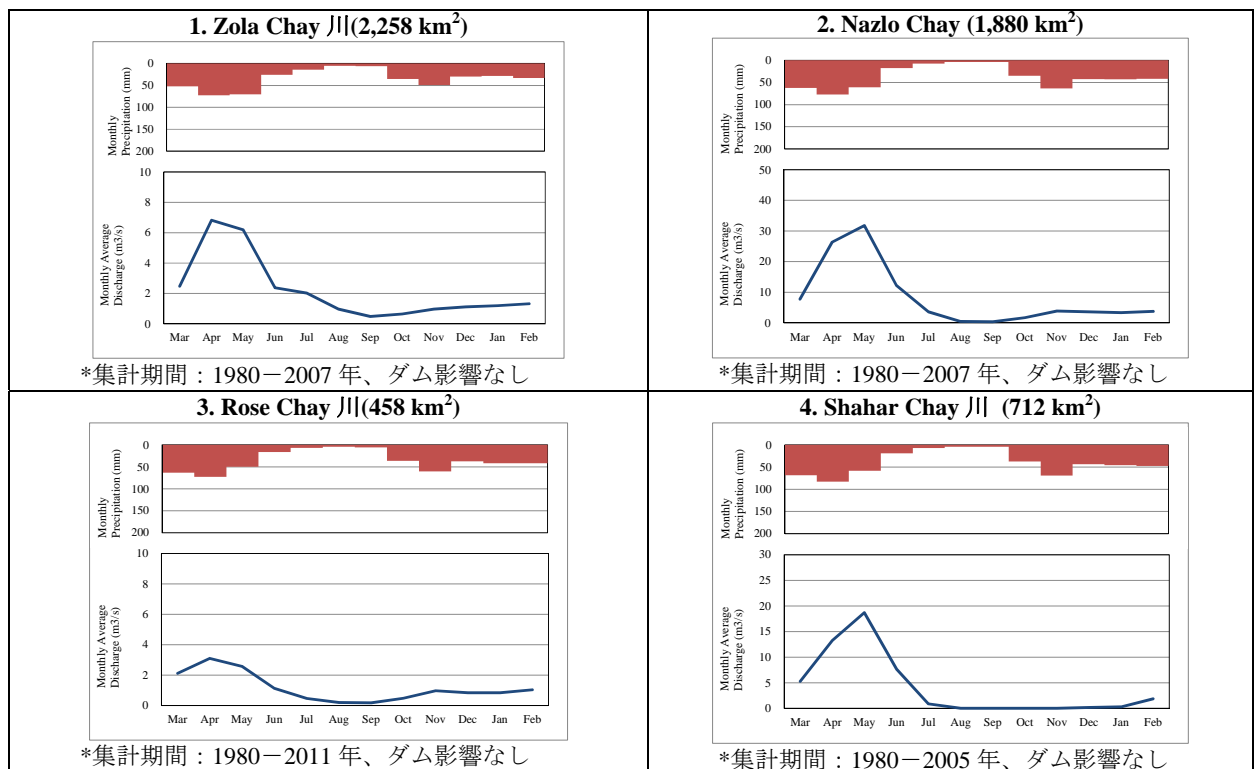 1. Zola Chay 川(2,258 km²)
0
50
100
150
200
Monthly
Precipitation (mm)
10
8
6
4
2
0
Monthly Average
Discharge (m3/s)
Mar Apr May Jun Jul Aug Sep Oct Nov Dec Jan Feb
*集計期間：1980－2007 年、ダム影響なし
2. Nazlo Chay (1,880 km²)
0
50
100
150
200
Monthly
Precipitation (mm)
50
40
30
20
10
0
Monthly Average
Discharge (m3/s)
Mar Apr May Jun Jul Aug Sep Oct Nov Dec Jan Feb
*集計期間：1980－2007 年、ダム影響なし
3. Rose Chay 川(458 km²)
0
50
100
150
200
Monthly
Precipitation (mm)
10
8
6
4
2
0
Monthly Average
Discharge (m3/s)
Mar Apr May Jun Jul Aug Sep Oct Nov Dec Jan Feb
*集計期間：1980－2011 年、ダム影響なし
4. Shahar Chay 川 (712 km²)
0
50
100
150
200
Monthly
Precipitation (mm)
30
25
20
15
10
5
0
Monthly Average
Discharge (m3/s)
Mar Apr May Jun Jul Aug Sep Oct Nov Dec Jan Feb
*集計期間：1980－2005 年、ダム影響なし